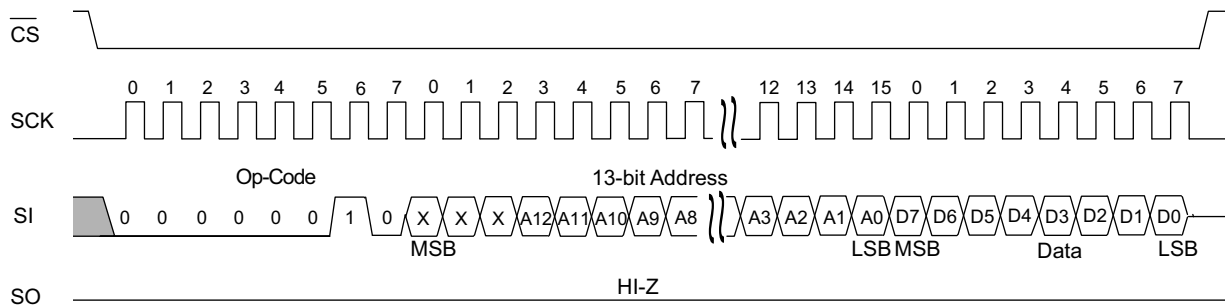 CS
0 1 2 3 4 5 6 7 0 1 2 3 4 5 6 7 12 13 14 15 0 1 2 3 4 5 6 7
SCK
Op-Code 13-bit Address
SI 0 0 0 0 0 0 1 0 X X X A12 A11 A10 A9 A8 A3 A2 A1 A0 D7 D6 D5 D4 D3 D2 D1 D0
MSB LSB MSB Data LSB
HI-Z
SO